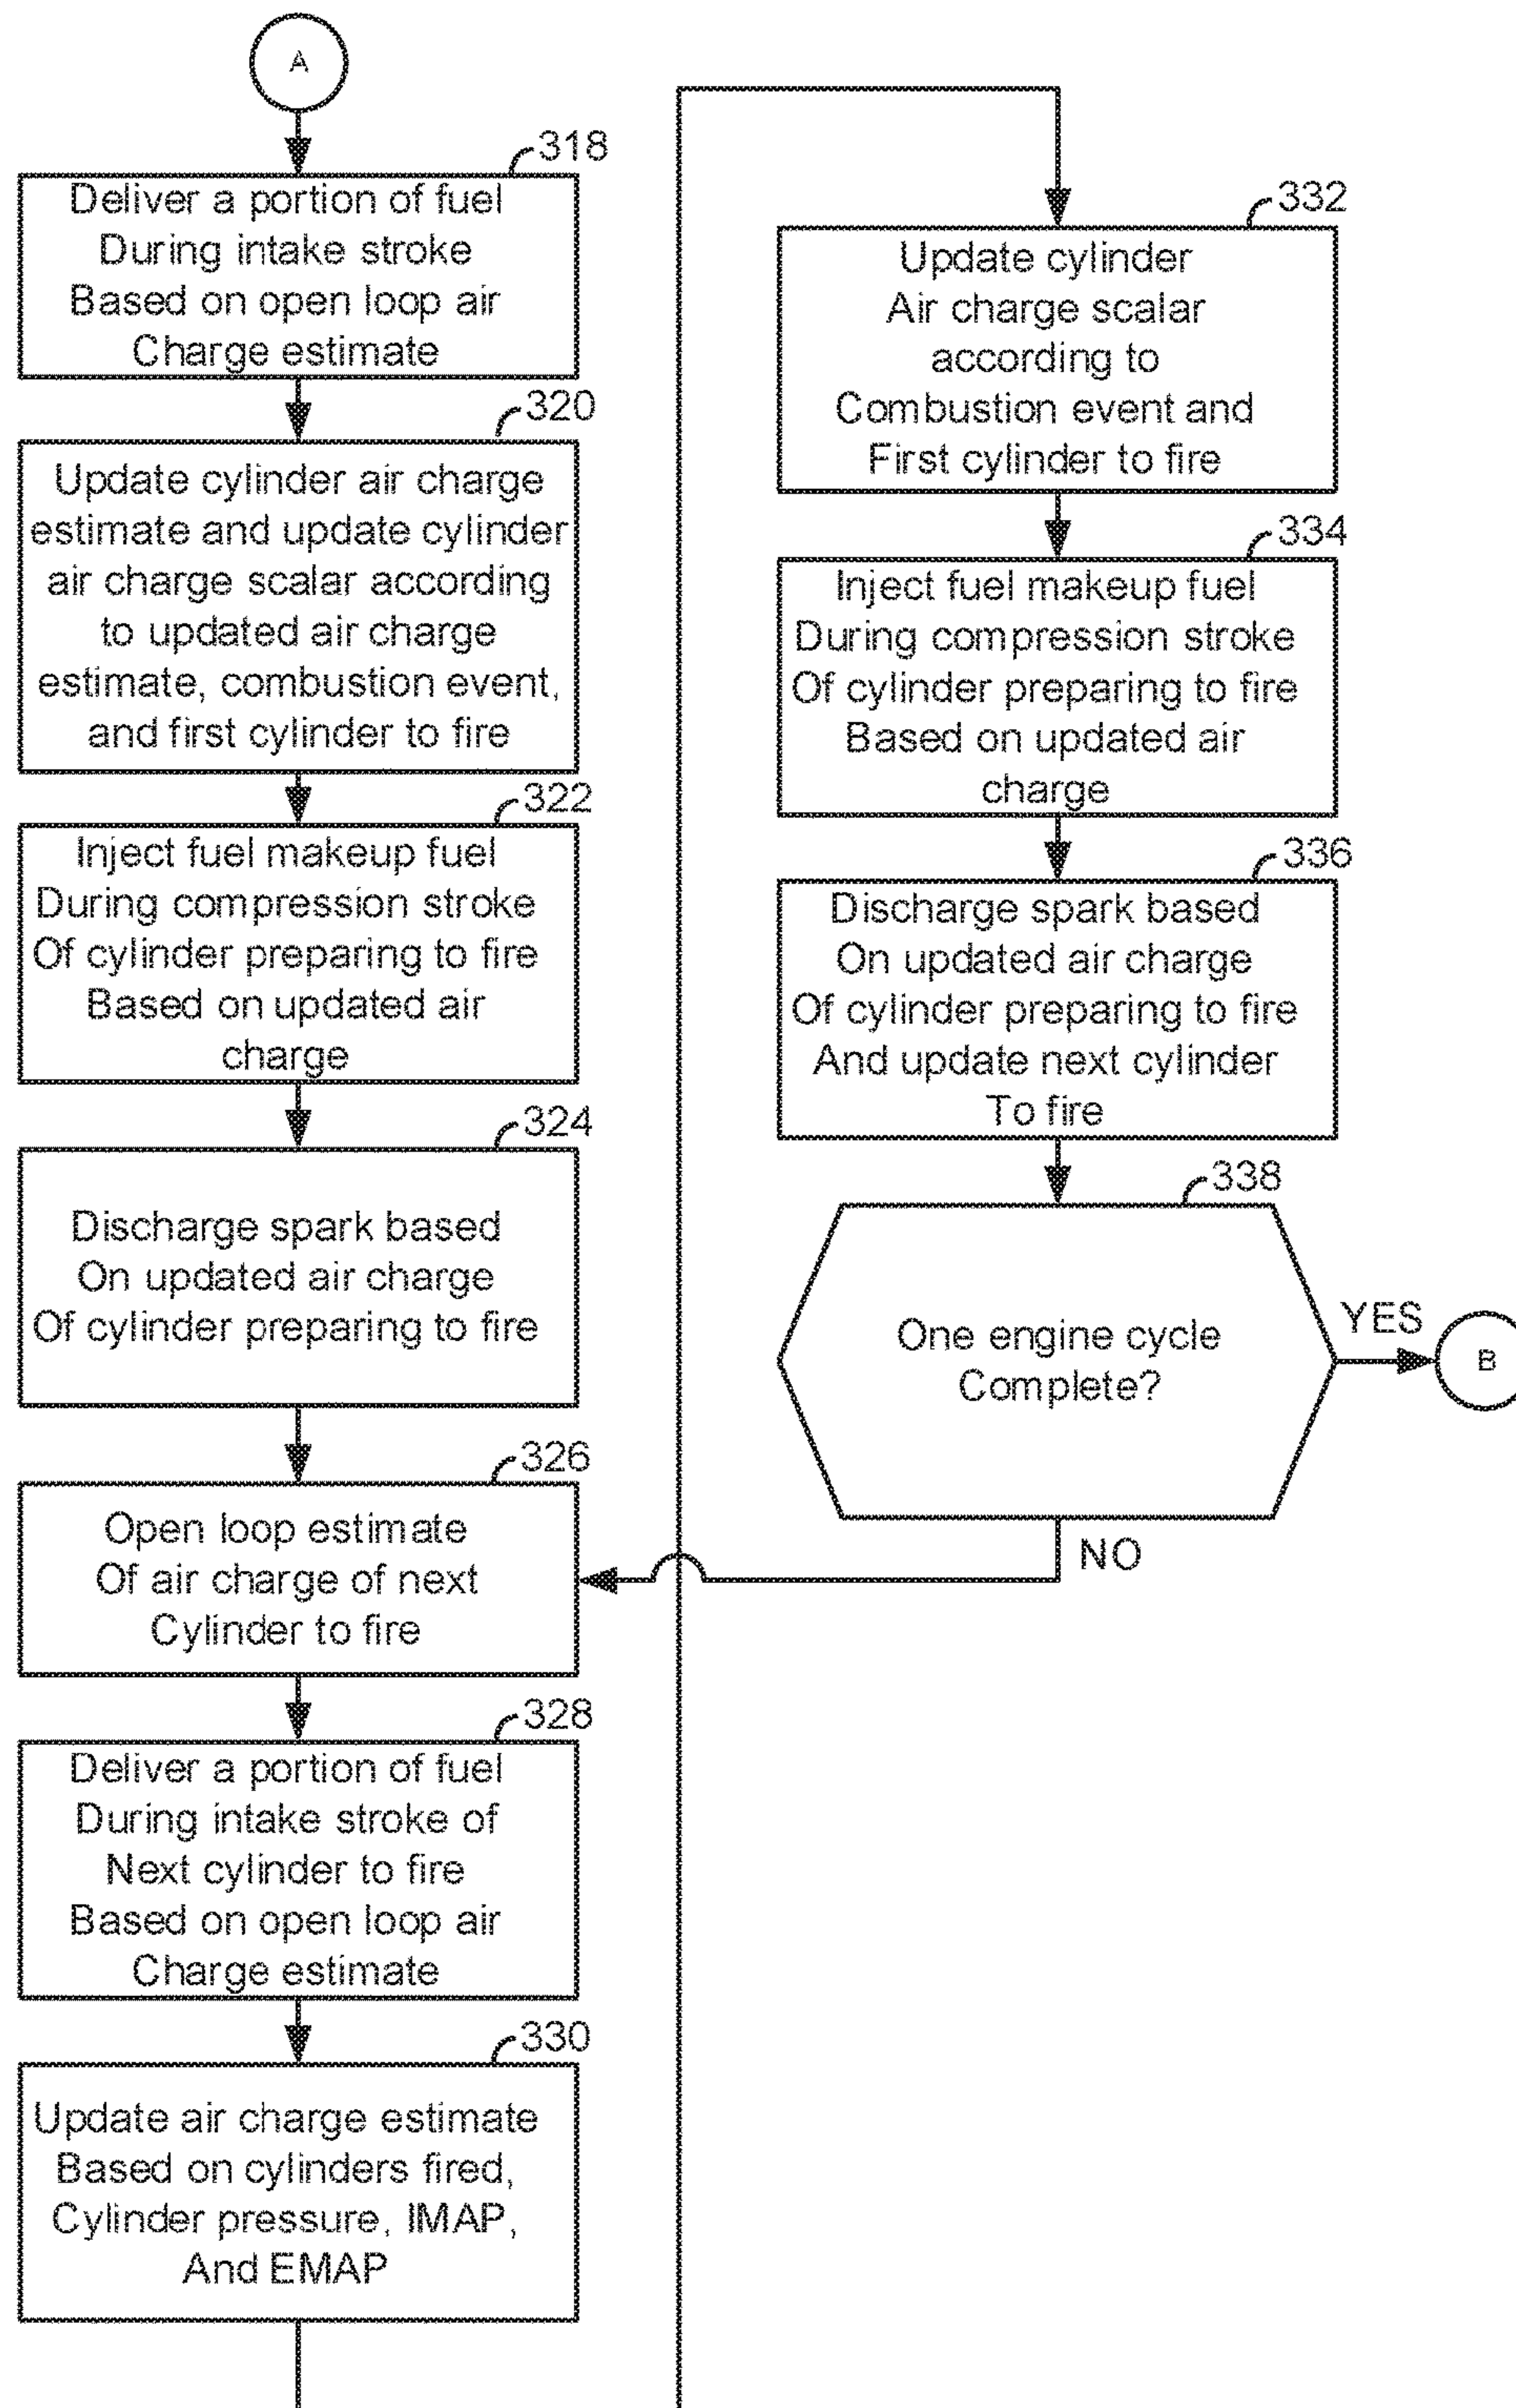 A
318
Deliver a portion of fuel
During intake stroke
Based on open loop air
Charge estimate
320
Update cylinder air charge
estimate and update cylinder
air charge scalar according
to updated air charge
estimate, combustion event,
and first cylinder to fire
322
Inject fuel makeup fuel
During compression stroke
Of cylinder preparing to fire
Based on updated air
charge
324
Discharge spark based
On updated air charge
Of cylinder preparing to fire
326
Open loop estimate
Of air charge of next
Cylinder to fire
328
Deliver a portion of fuel
During intake stroke of
Next cylinder to fire
Based on open loop air
Charge estimate
330
Update air charge estimate
Based on cylinders fired,
Cylinder pressure, IMAP,
And EMAP
332
Update cylinder
Air charge scalar
according to
Combustion event and
First cylinder to fire
334
Inject fuel makeup fuel
During compression stroke
Of cylinder preparing to fire
Based on updated air
charge
336
Discharge spark based
On updated air charge
Of cylinder preparing to fire
And update next cylinder
To fire
338
One engine cycle
Complete?
YES
B
NO